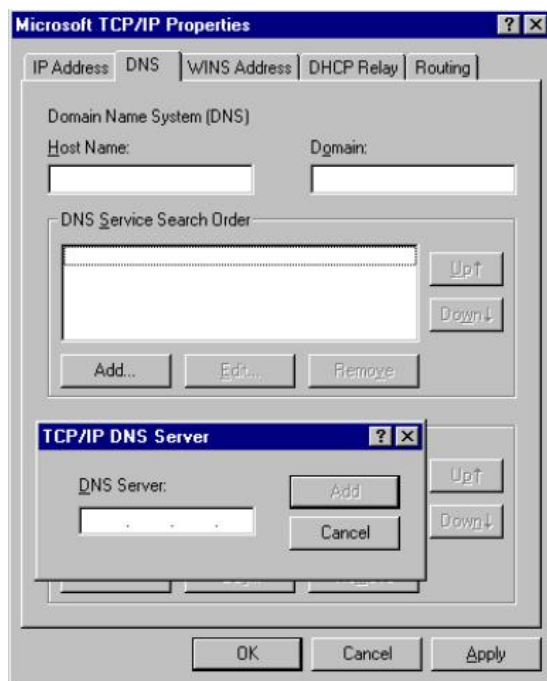 Microsoft TCP/IP Properties
IP Address DNS WINS Address DHCP Relay Routing
Domain Name System (DNS)
Host Name: Domain:
DNS Service Search Order
Up↑
Down↓
Add... Edit... Remove
TCP/IP DNS Server
DNS Server:
Add
Cancel
Up↑
Down↓
OK Cancel Apply